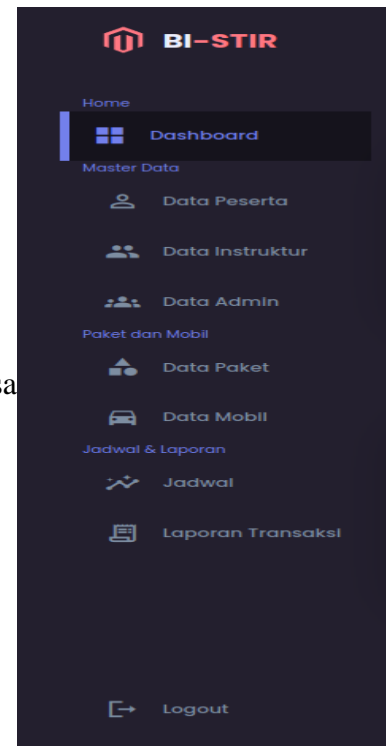 BI-STIR
Home
Dashboard
Master Data
Data Peserta
Data Instruktur
Data Admin
Paket dan Mobil
Data Paket
sa
Data Mobil
Jadwal & Laporan
Jadwal
Laporan Transaksi
Logout